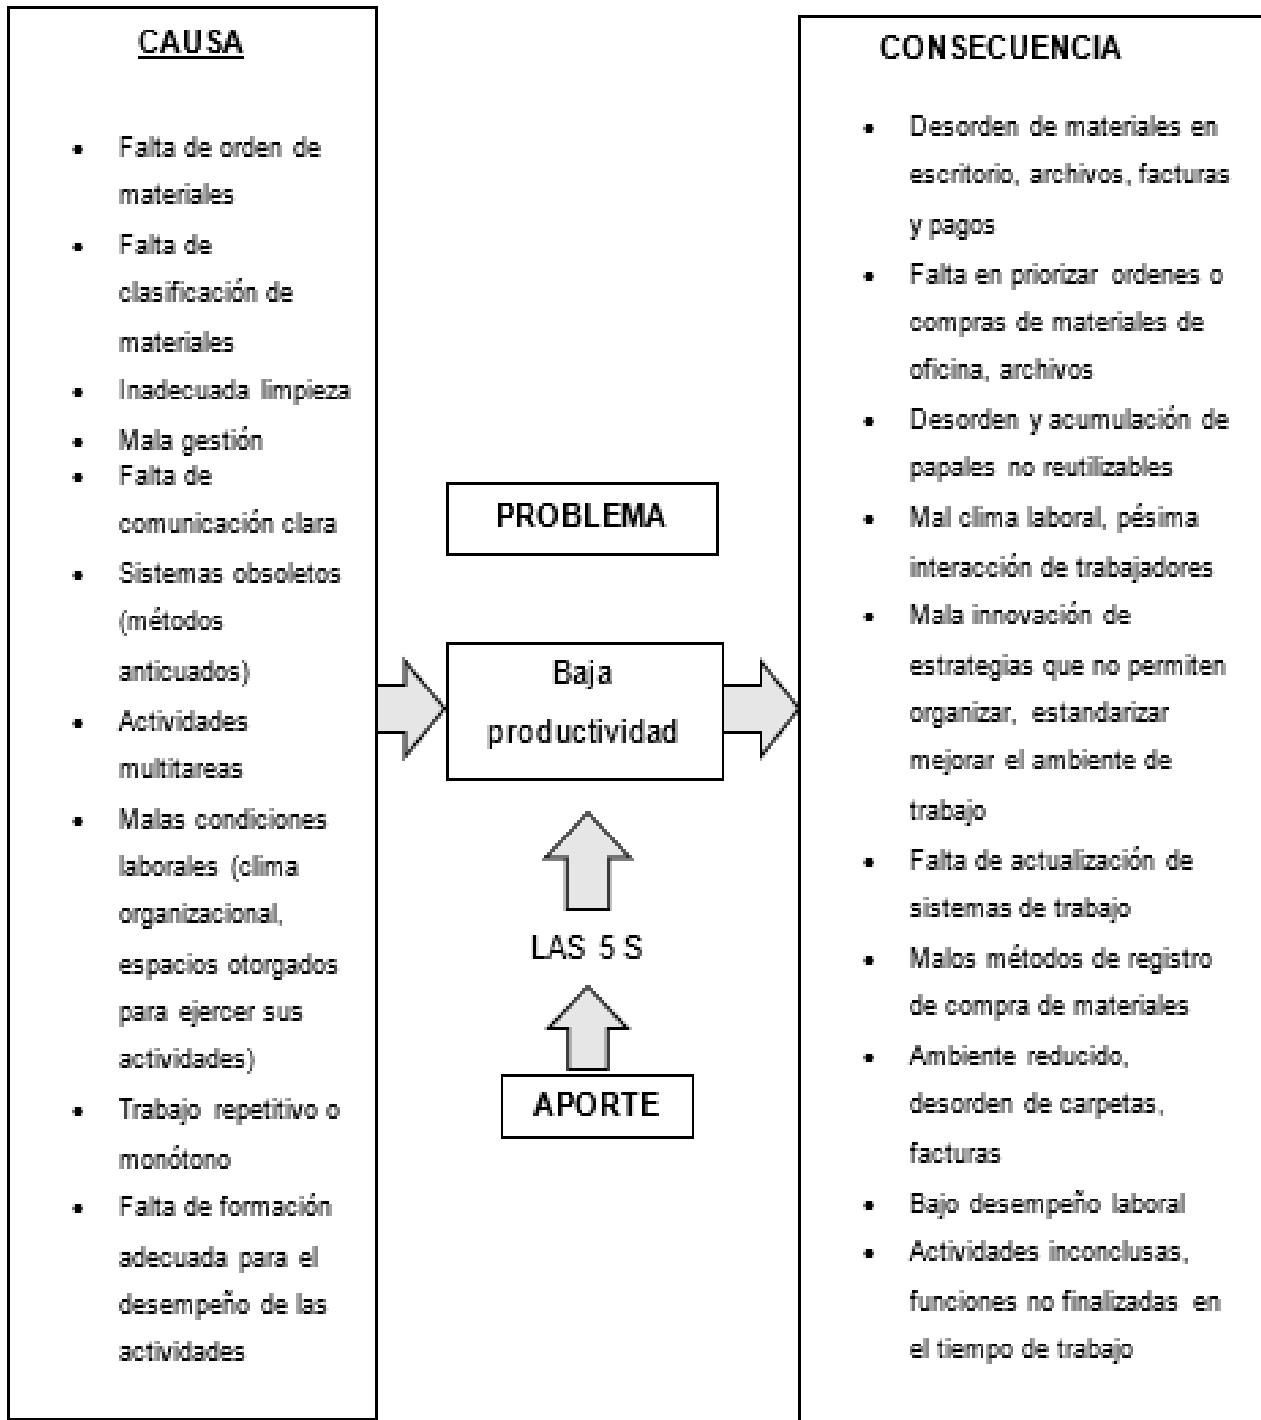 CAUSA
Falta de orden de
materiales
Falta de
clasificación de
materiales
Inadecuada limpieza
Mala gestión
Falta de
comunicación clara
Sistemas obsoletos
(métodos
anticuados)
Actividades
multitareas
Malas condiciones
laborales (clima
organizacional,
espacios otorgados
para ejercer sus
actividades)
Trabajo repetitivo o
monótono
Falta de formación
adecuada para el
desempeño de las
actividades
PROBLEMA
Baja
productividad
LAS 5 S
APORTE
CONSECUENCIA
Desorden de materiales en
escritorio, archivos, facturas
y pagos
Falta en priorizar ordenes o
compras de materiales de
oficina, archivos
Desorden y acumulación de
papales no reutilizables
Mal clima laboral, pésima
interacción de trabajadores
Mala innovación de
estrategias que no permiten
organizar, estandarizar
mejorar el ambiente de
trabajo
Falta de actualización de
sistemas de trabajo
Malos métodos de registro
de compra de materiales
Ambiente reducido,
desorden de carpetas,
facturas
Bajo desempeño laboral
Actividades inconclusas,
funciones no finalizadas en
el tiempo de trabajo